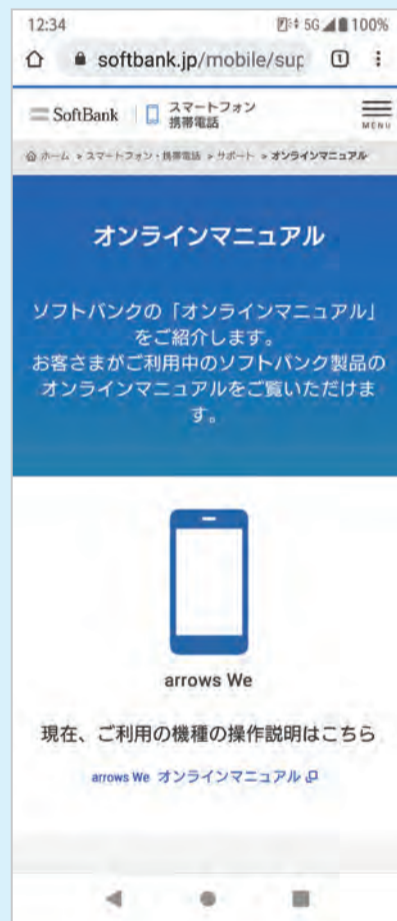 12:34 5G 100%
softbank.jp/mobile/sup 1
SoftBank スマートフォン
携帯電話
MENU
ホーム > スマートフォン・携帯電話 > サポート > オンラインマニュアル
オンラインマニュアル
ソフトバンクの「オンラインマニュアル」
をご紹介します。
お客さまがご利用中のソフトバンク製品の
オンラインマニュアルをご覧いただけま
す。
arrows We
現在、ご利用の機種の操作説明はこちら
arrows We オンラインマニュアル